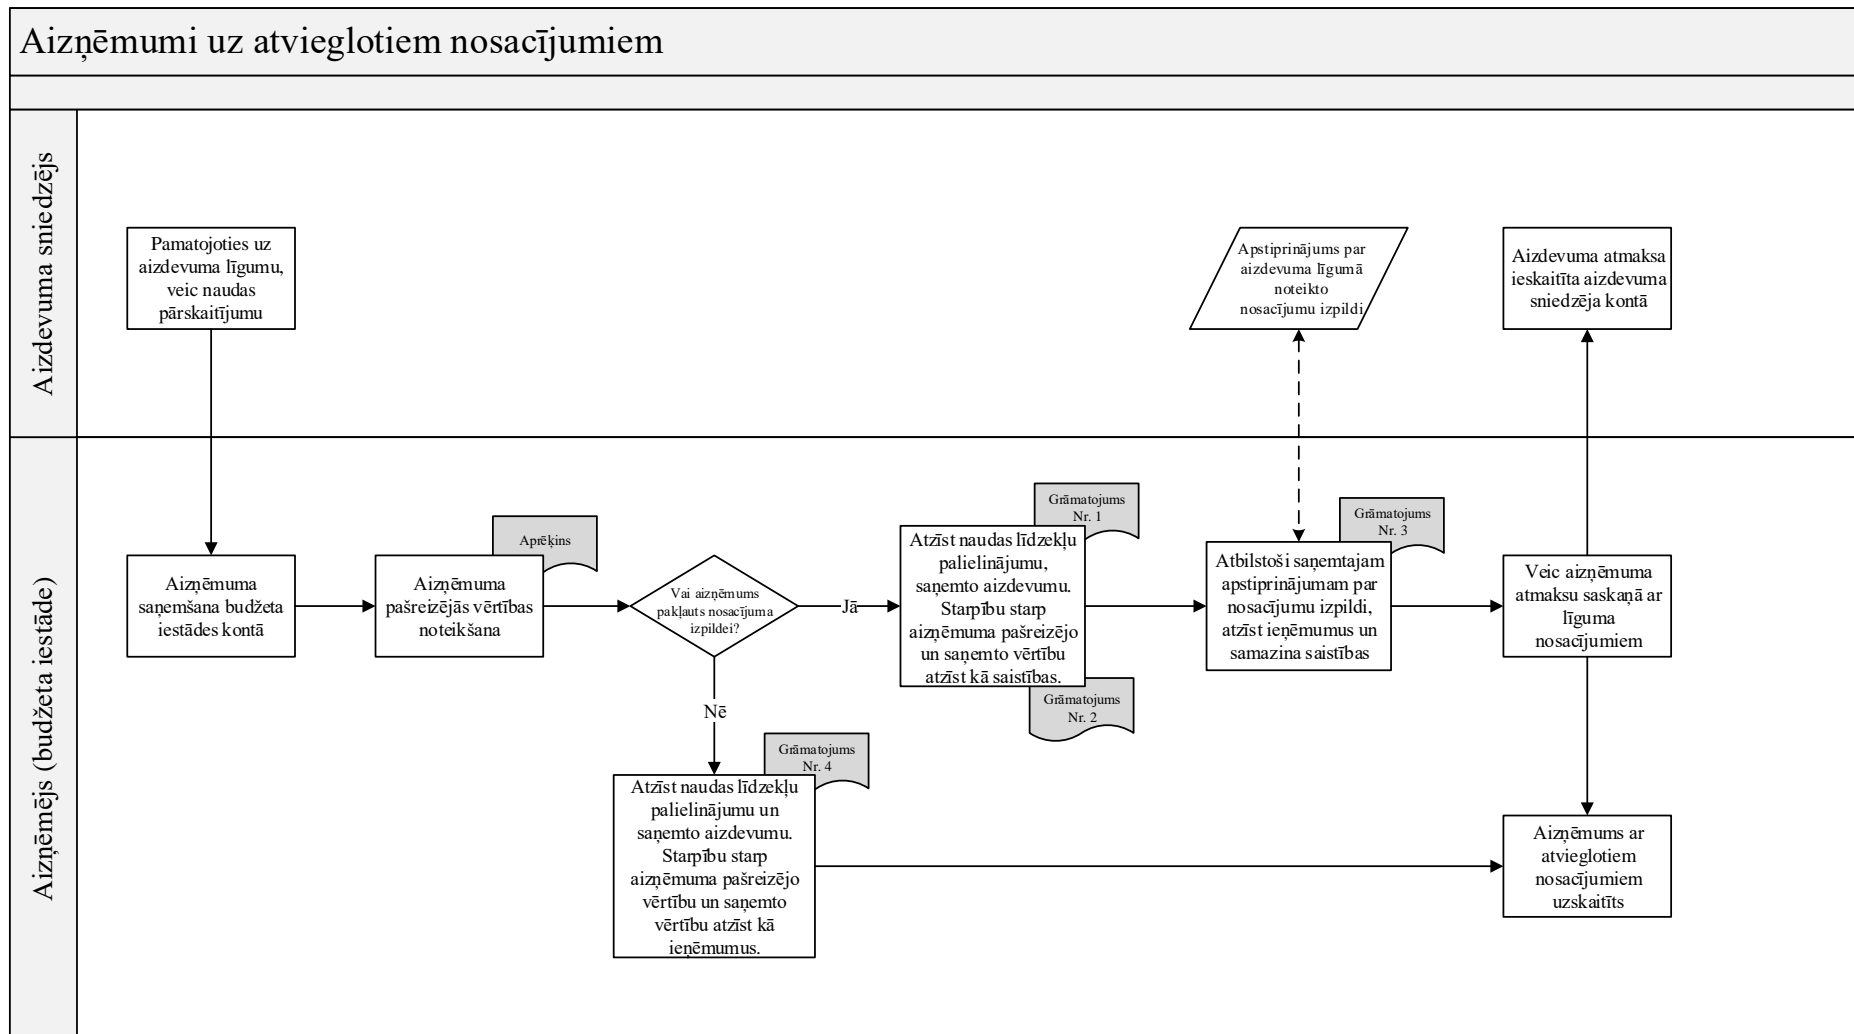 Aizņēmumi uz atvieglotiem nosacījumiem
Aizdevuma sniedzējs
Pamatojoties uz
aizdevuma līgumu,
veic naudas
pārskaitījumu
Apstiprinājums par
aizdevuma līgumā
noteikto
nosacījumu izpildi
Aizdevuma atmaksa
ieskaitīta aizdevuma
sniedzēja kontā
Aizņēmējs (budžeta iestāde)
Aizņēmuma
saņemšana budžeta
iestādes kontā
Aprēķins
Aizņēmuma
pašreizējās vērtības
noteikšana
Vai aizņēmums
pakļauts nosacījuma
izpildei?
Jā
Nē
Grāmatojums
Nr. 1
Atzīst naudas līdzekļu
palielinājumu,
saņemto aizdevumu.
Starpību starp
aizņēmuma pašreizējo
un saņemto vērtību
atzīst kā saistības.
Grāmatojums
Nr. 2
Grāmatojums
Nr. 3
Atbilstoši saņemtajam
apstiprinājumam par
nosacījumu izpildi,
atzīst ieņēmumus un
samazina saistības
Veic aizņēmuma
atmaksu saskaņā ar
līguma
nosacījumiem
Grāmatojums
Nr. 4
Atzīst naudas līdzekļu
palielinājumu un
saņemto aizdevumu.
Starpību starp
aizņēmuma pašreizējo
vērtību un saņemto
vērtību atzīst kā
ieņēmumus.
Aizņēmums ar
atvieglotiem
nosacījumiem
uzskaitīts